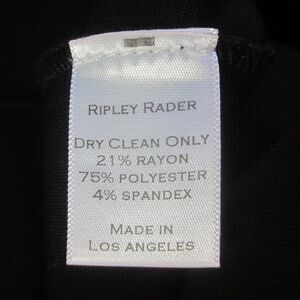 RIPLEY RADER
DRY CLEAN ONLY
21% RAYON
75% POLYESTER
4% SPANDEX
MADE IN
LOS ANGELES